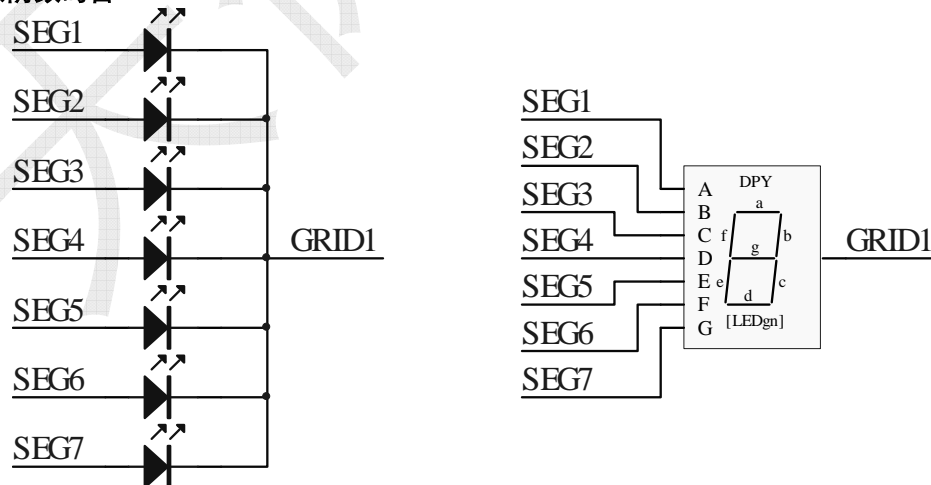 SEG1
SEG2
SEG3
SEG4
SEG5
SEG6
SEG7
GRID1
SEG1
SEG2
SEG3
SEG4
SEG5
SEG6
SEG7
A
B
C
D
E
F
G
DPY
a
f
b
g
e
c
d
[LEDgn]
GRID1